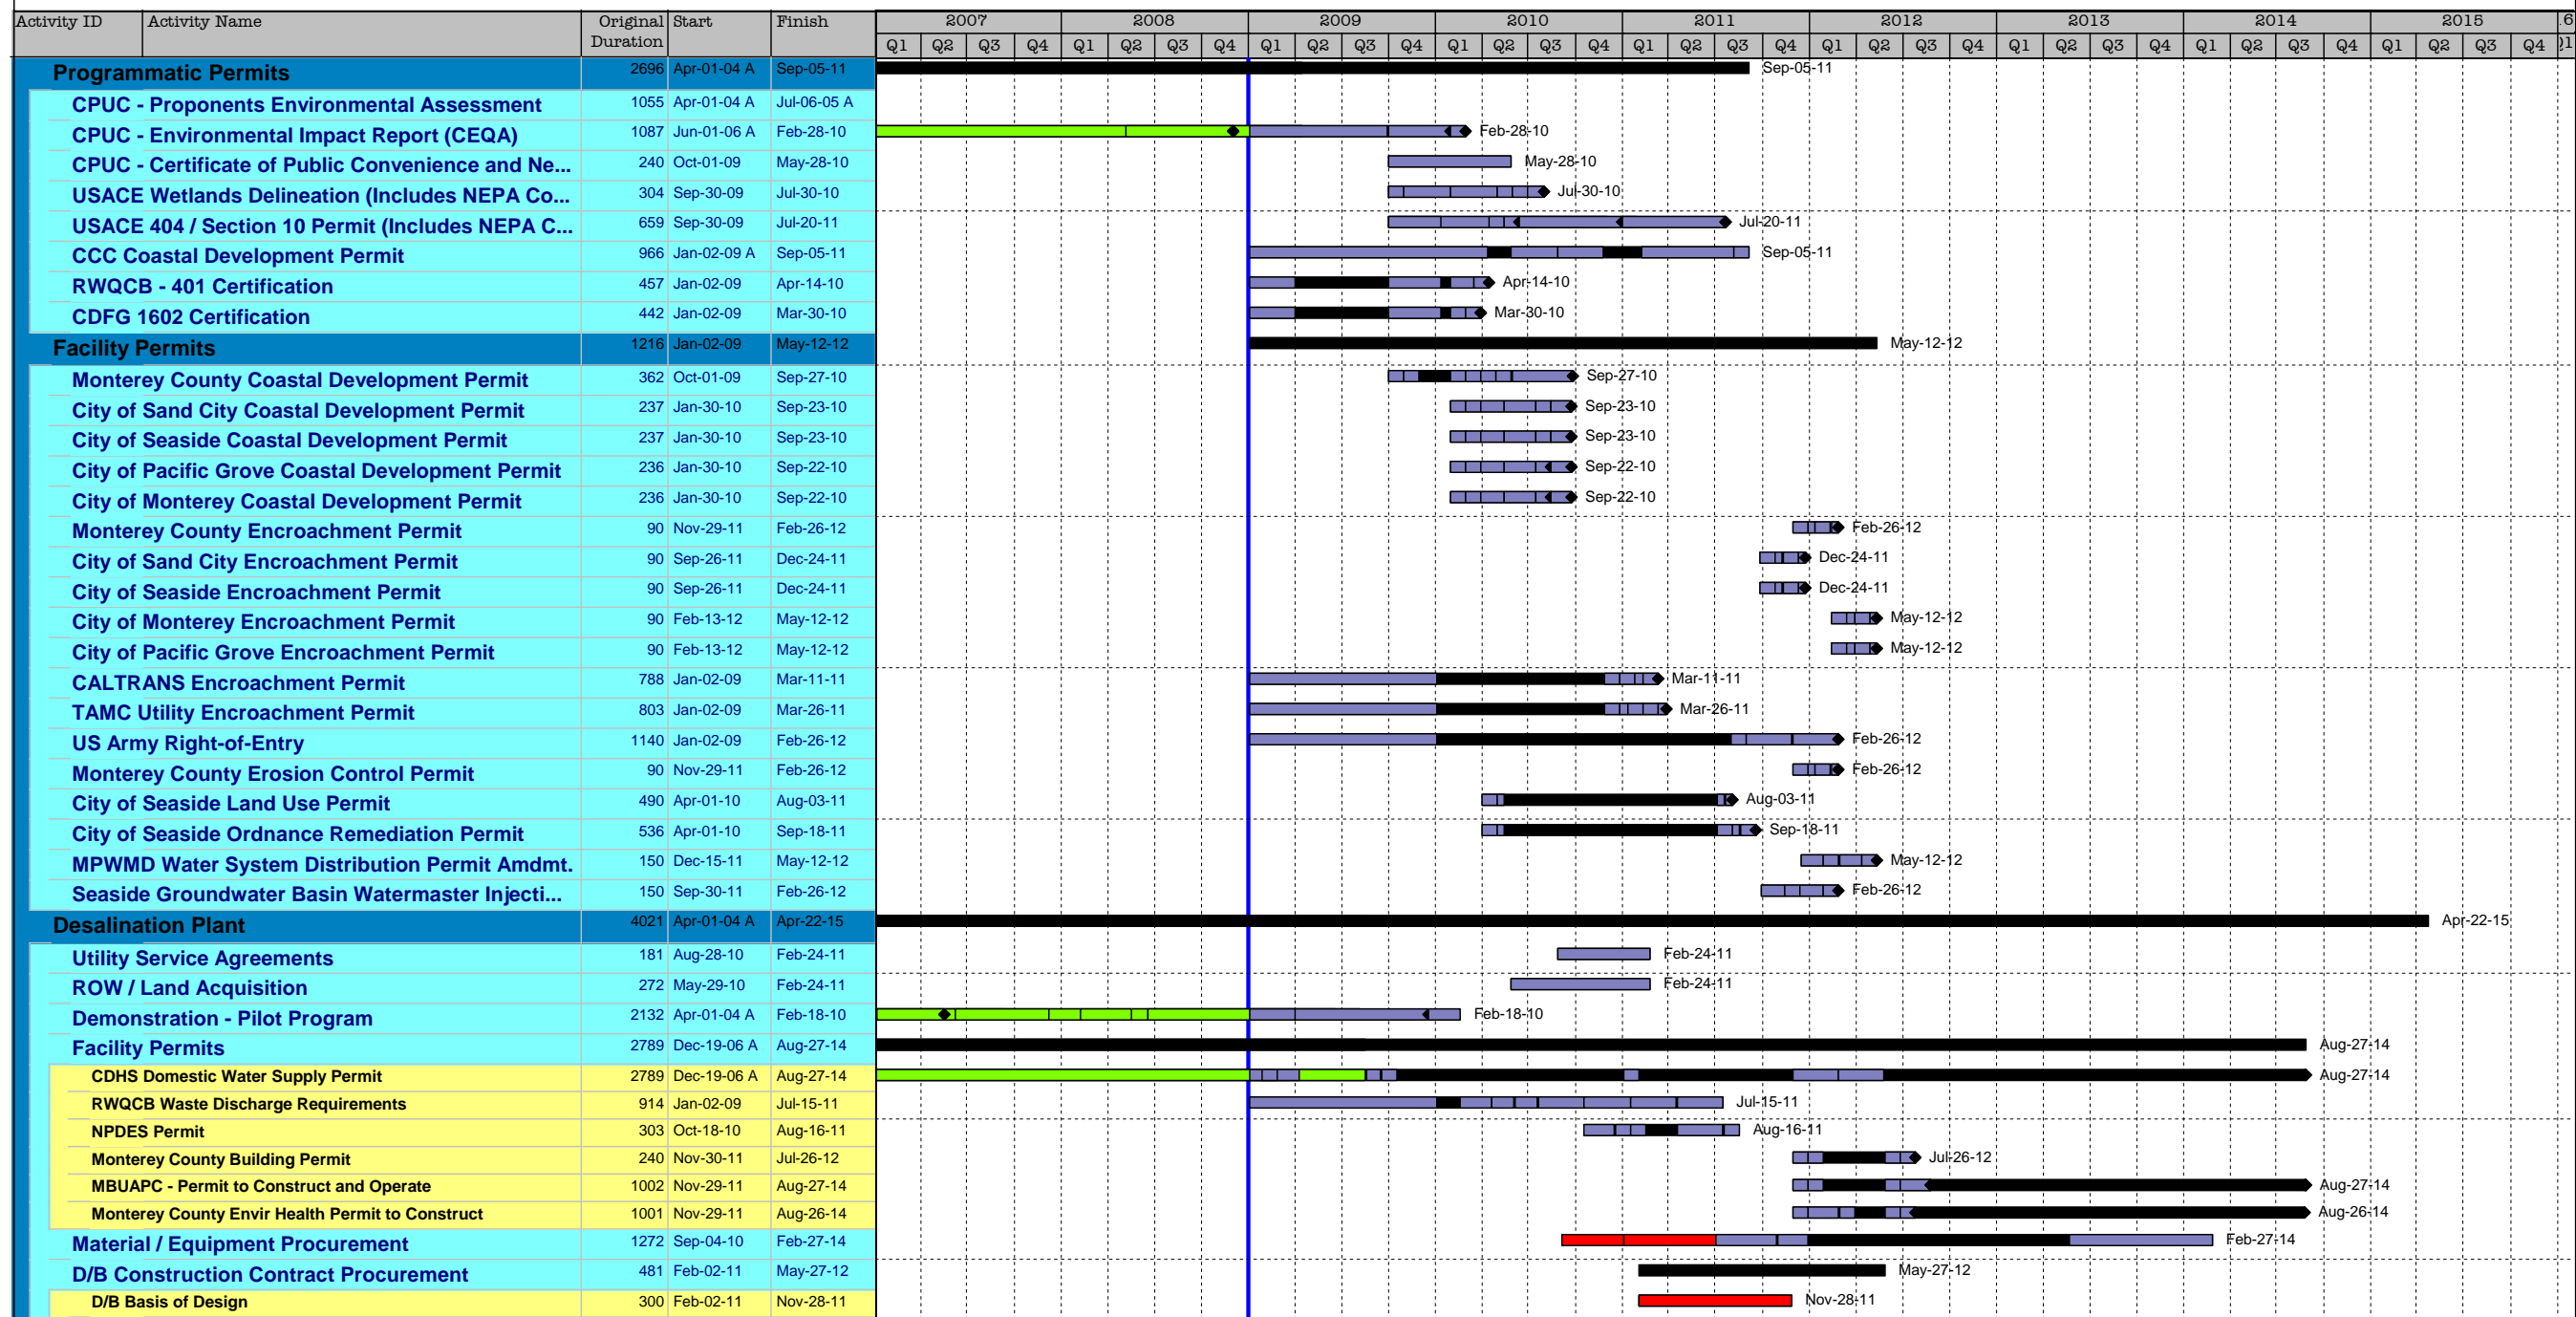 Activity ID Activity Name Original Duration Start Finish 2007 2008 2009 2010 2011 2012 2013 2014 2015 .6
Q1 Q2 Q3 Q4 Q1 Q2 Q3 Q4 Q1 Q2 Q3 Q4 Q1 Q2 Q3 Q4 Q1 Q2 Q3 Q4 Q1 Q2 Q3 Q4 Q1 Q2 Q3 Q4 Q1 Q2 Q3 Q4 Q1 Q2 Q3 Q4
Programmatic Permits 2696 Apr-01-04 A Sep-05-11 Sep-05-11
CPUC - Proponents Environmental Assessment 1055 Apr-01-04 A Jul-06-05 A
CPUC - Environmental Impact Report (CEQA) 1087 Jun-01-06 A Feb-28-10 Feb-28-10
CPUC - Certificate of Public Convenience and Ne... 240 Oct-01-09 May-28-10 May-28-10
USACE Wetlands Delineation (Includes NEPA Co... 304 Sep-30-09 Jul-30-10 Jul-30-10
USACE 404 / Section 10 Permit (Includes NEPA C... 659 Sep-30-09 Jul-20-11 Jul-20-11
CCC Coastal Development Permit 966 Jan-02-09 A Sep-05-11 Sep-05-11
RWQCB - 401 Certification 457 Jan-02-09 Apr-14-10 Apr-14-10
CDFG 1602 Certification 442 Jan-02-09 Mar-30-10 Mar-30-10
Facility Permits 1216 Jan-02-09 May-12-12 May-12-12
Monterey County Coastal Development Permit 362 Oct-01-09 Sep-27-10 Sep-27-10
City of Sand City Coastal Development Permit 237 Jan-30-10 Sep-23-10 Sep-23-10
City of Seaside Coastal Development Permit 237 Jan-30-10 Sep-23-10 Sep-23-10
City of Pacific Grove Coastal Development Permit 236 Jan-30-10 Sep-22-10 Sep-22-10
City of Monterey Coastal Development Permit 236 Jan-30-10 Sep-22-10 Sep-22-10
Monterey County Encroachment Permit 90 Nov-29-11 Feb-26-12 Feb-26-12
City of Sand City Encroachment Permit 90 Sep-26-11 Dec-24-11 Dec-24-11
City of Seaside Encroachment Permit 90 Sep-26-11 Dec-24-11 Dec-24-11
City of Monterey Encroachment Permit 90 Feb-13-12 May-12-12 May-12-12
City of Pacific Grove Encroachment Permit 90 Feb-13-12 May-12-12 May-12-12
CALTRANS Encroachment Permit 788 Jan-02-09 Mar-11-11 Mar-11-11
TAMC Utility Encroachment Permit 803 Jan-02-09 Mar-26-11 Mar-26-11
US Army Right-of-Entry 1140 Jan-02-09 Feb-26-12 Feb-26-12
Monterey County Erosion Control Permit 90 Nov-29-11 Feb-26-12 Feb-26-12
City of Seaside Land Use Permit 490 Apr-01-10 Aug-03-11 Aug-03-11
City of Seaside Ordnance Remediation Permit 536 Apr-01-10 Sep-18-11 Sep-18-11
MPWMD Water System Distribution Permit Amdmt. 150 Dec-15-11 May-12-12 May-12-12
Seaside Groundwater Basin Watermaster Injecti... 150 Sep-30-11 Feb-26-12 Feb-26-12
Desalination Plant 4021 Apr-01-04 A Apr-22-15 Apr-22-15
Utility Service Agreements 181 Aug-28-10 Feb-24-11 Feb-24-11
ROW / Land Acquisition 272 May-29-10 Feb-24-11 Feb-24-11
Demonstration - Pilot Program 2132 Apr-01-04 A Feb-18-10 Feb-18-10
Facility Permits 2789 Dec-19-06 A Aug-27-14 Aug-27-14
CDHS Domestic Water Supply Permit 2789 Dec-19-06 A Aug-27-14 Aug-27-14
RWQCB Waste Discharge Requirements 914 Jan-02-09 Jul-15-11 Jul-15-11
NPDES Permit 303 Oct-18-10 Aug-16-11 Aug-16-11
Monterey County Building Permit 240 Nov-30-11 Jul-26-12 Jul-26-12
MBUAPC - Permit to Construct and Operate 1002 Nov-29-11 Aug-27-14 Aug-27-14
Monterey County Envir Health Permit to Construct 1001 Nov-29-11 Aug-26-14 Aug-26-14
Material / Equipment Procurement 1272 Sep-04-10 Feb-27-14 Feb-27-14
D/B Construction Contract Procurement 481 Feb-02-11 May-27-12 May-27-12
D/B Basis of Design 300 Feb-02-11 Nov-28-11 Nov-28-11